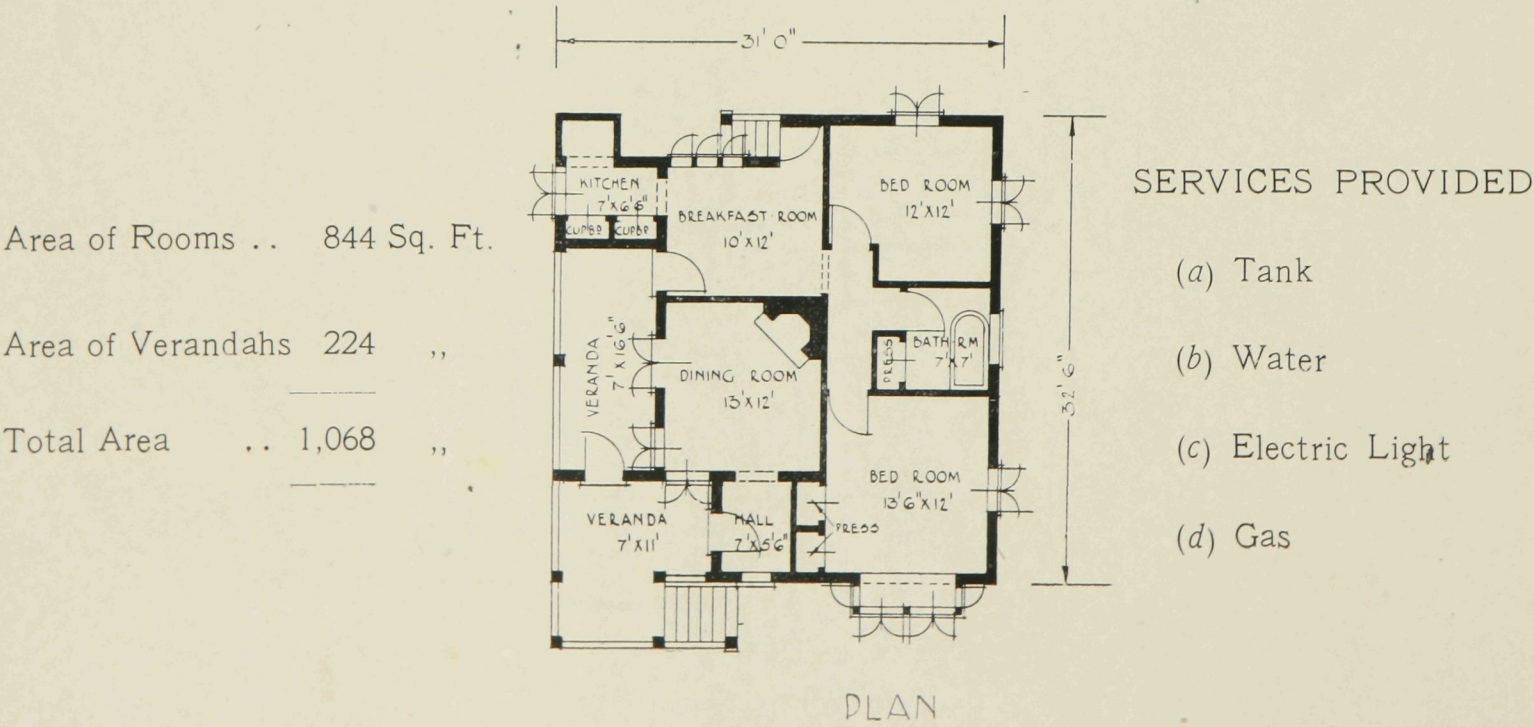 31' 0"
Area of Rooms .. 844 Sq. Ft.
Area of Verandahs 224 ,,
Total Area .. 1,068 ,,
KITCHEN
7'X6'6"
CUPBD
CUPBD
BREAKFAST·ROOM
10'X12'
BED ROOM
12'X12'
VERANDA
7'X16'6"
DINING ROOM
13'X12'
PRESS
BATH RM
7'X7'
32'6"
BED ROOM
13'6"X12'
VERANDA
7'X11'
HALL
7'X5'6"
PRESS
PLAN
SERVICES PROVIDED
(a) Tank
(b) Water
(c) Electric Light
(d) Gas